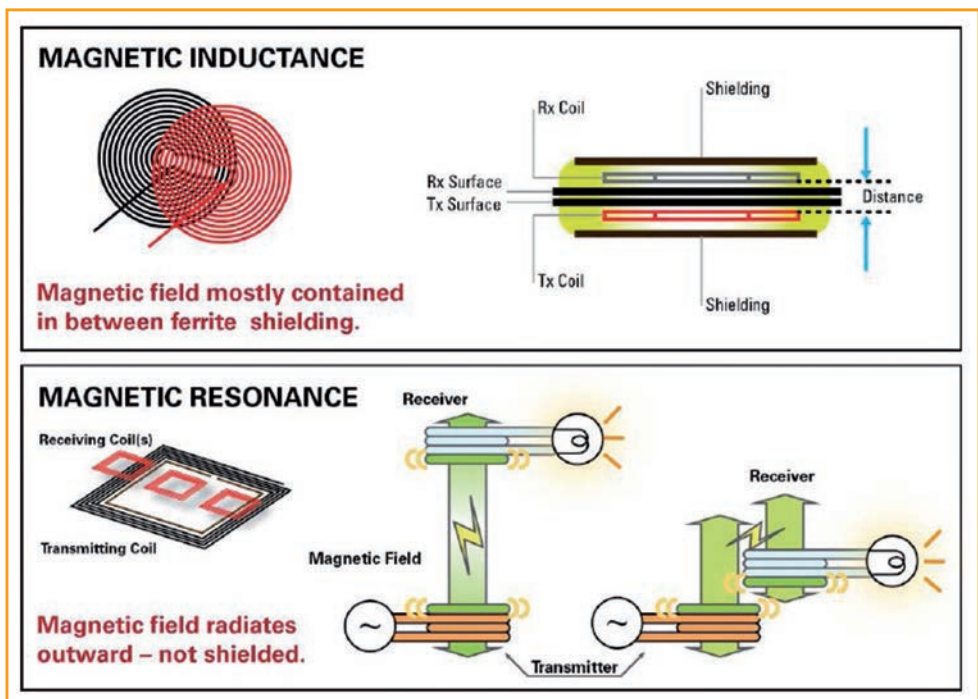 MAGNETIC INDUCTANCE
Shielding
Rx Coil
Rx Surface
Tx Surface
Distance
Tx Coil
Shielding
Magnetic field mostly contained
in between ferrite shielding.
MAGNETIC RESONANCE
Receiver
Receiving Coil(s)
Receiver
Transmitting Coil
Magnetic Field
Magnetic field radiates
outward – not shielded.
~
~
Transmitter